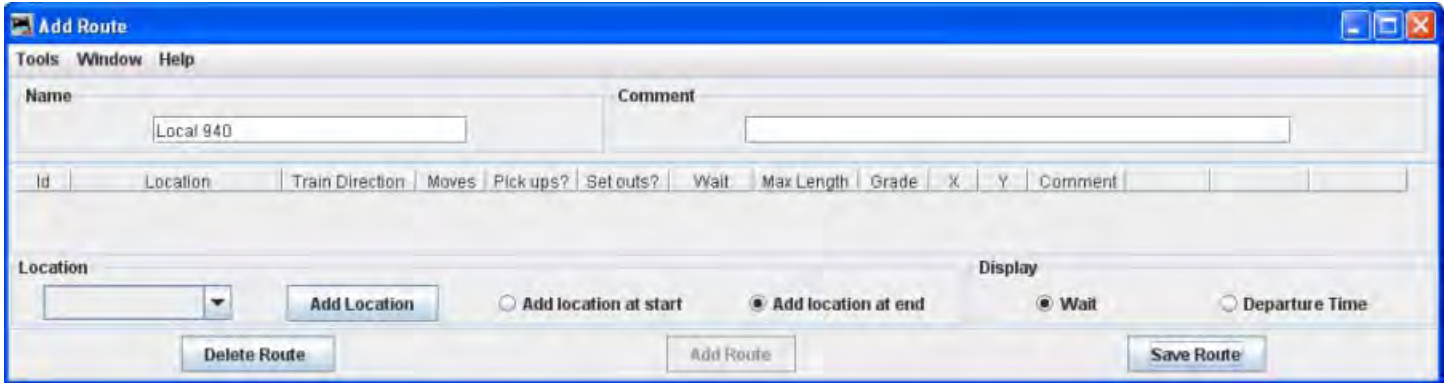 Add Route
Tools Window Help
Name Comment
Local 940
Id Location Train Direction Moves Pick ups? Set outs? Wait Max Length Grade X Y Comment
Location Display
Add Location Add location at start Add location at end Wait Departure Time
Delete Route Add Route Save Route